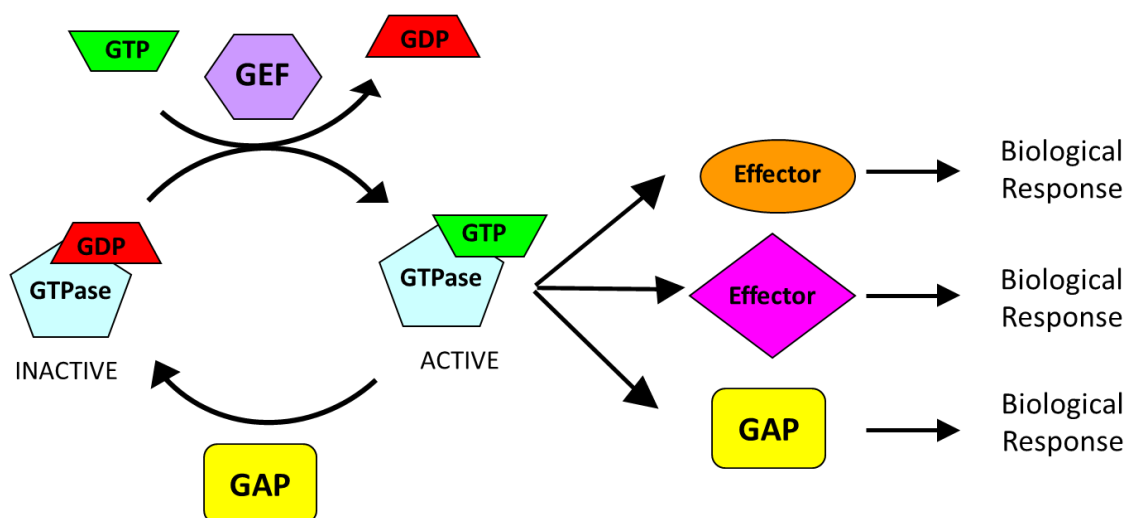 GTP
GEF
GDP
GDP
GTPase
INACTIVE
GTP
GTPase
ACTIVE
GAP
Effector
Biological
Response
Effector
Biological
Response
GAP
Biological
Response